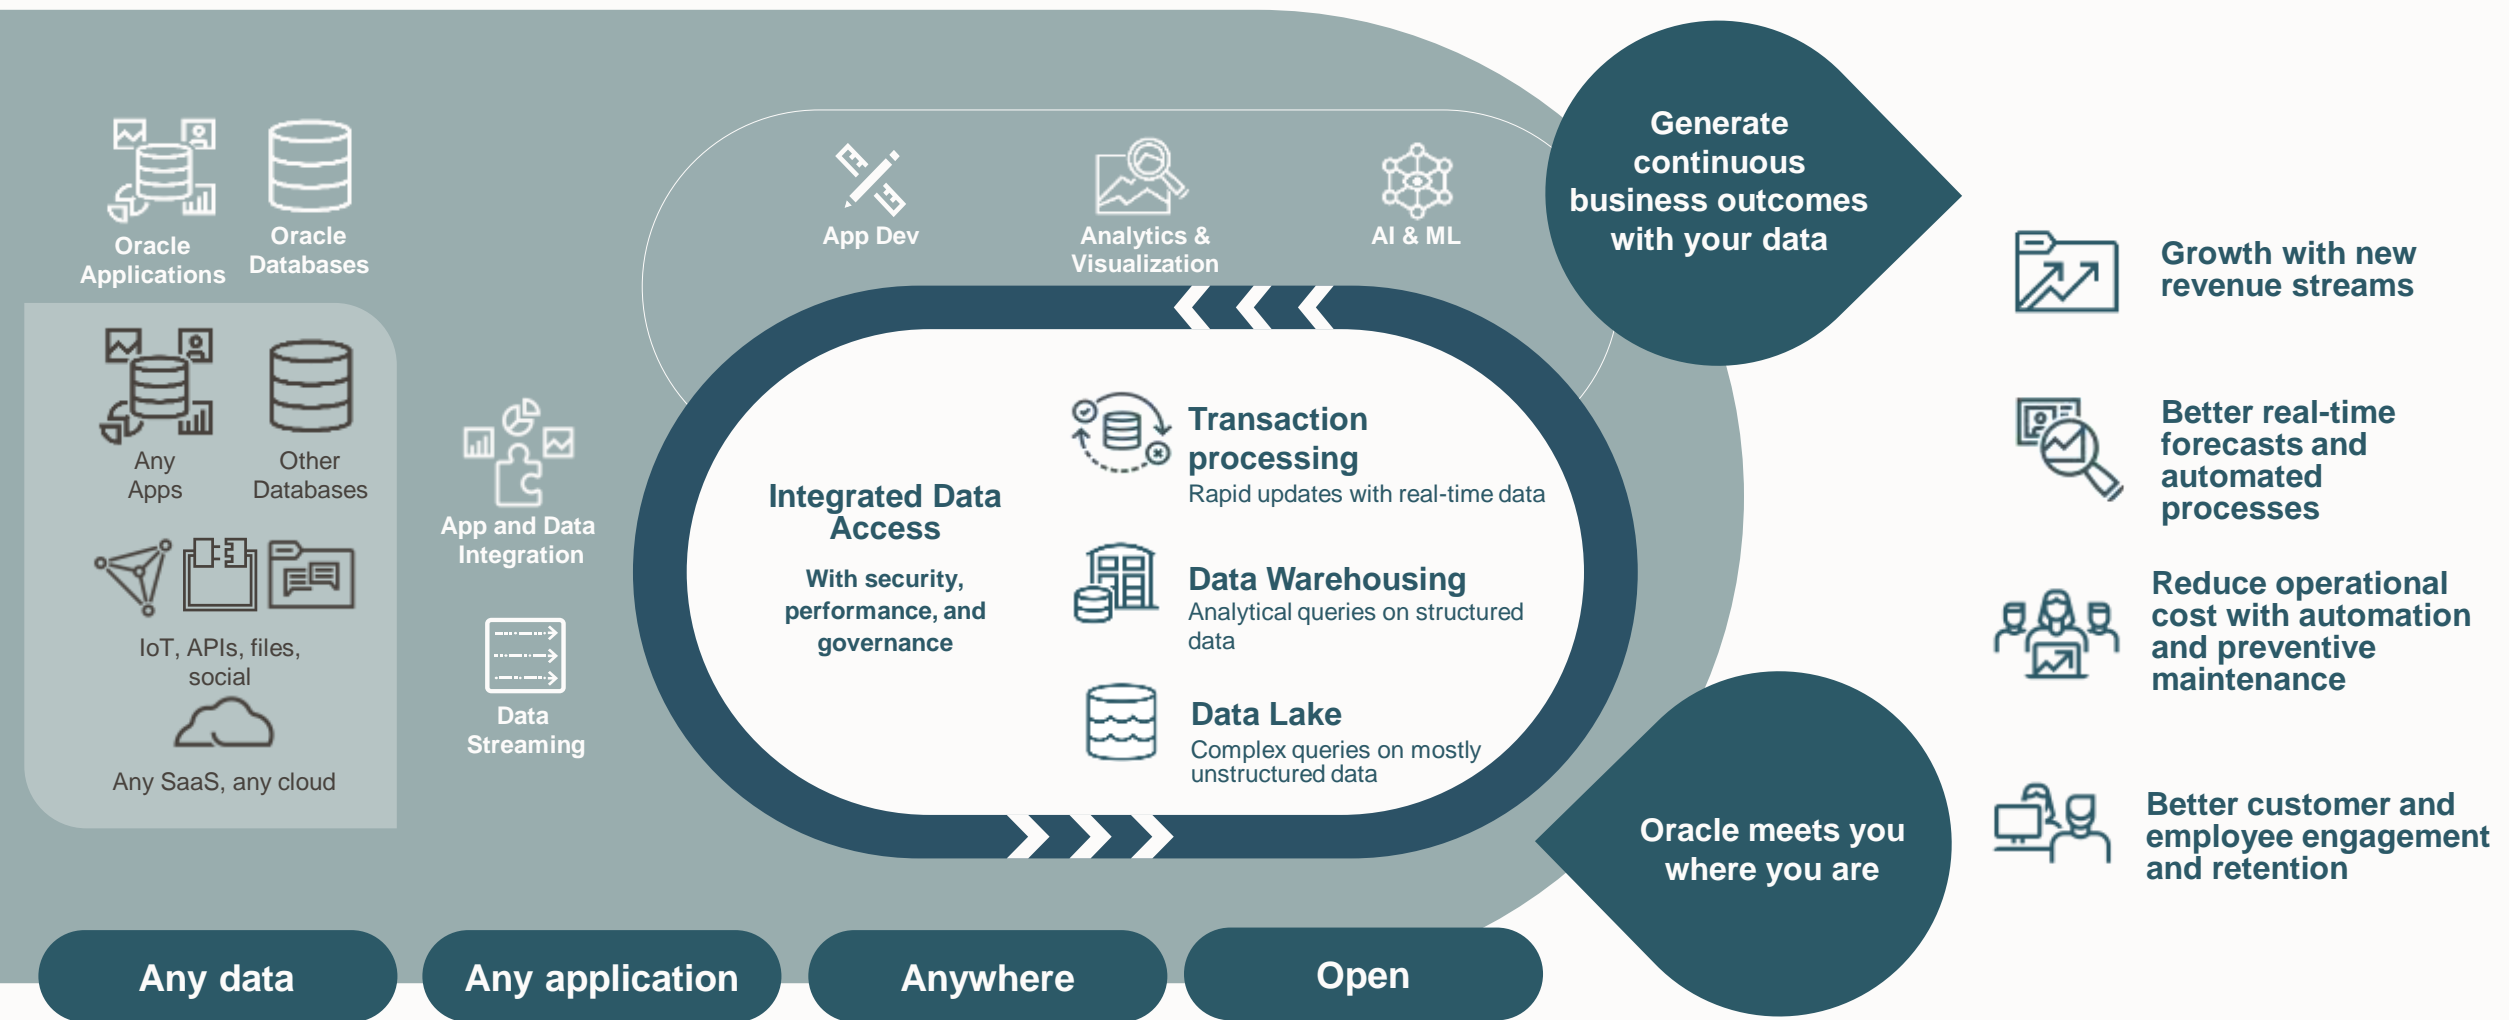 Oracle
Applications
Oracle
Databases
Any
Apps
Other
Databases
IoT, APIs, files,
social
Any SaaS, any cloud
App and Data
Integration
Data
Streaming
App Dev
Analytics &
Visualization
AI & ML
Integrated Data
Access
With security,
performance, and
governance
Transaction
processing
Rapid updates with real-time data
Data Warehousing
Analytical queries on structured
data
Data Lake
Complex queries on mostly
unstructured data
Generate
continuous
business outcomes
with your data
Growth with new
revenue streams
Better real-time
forecasts and
automated
processes
Reduce operational
cost with automation
and preventive
maintenance
Better customer and
employee engagement
and retention
Oracle meets you
where you are
Any data
Any application
Anywhere
Open